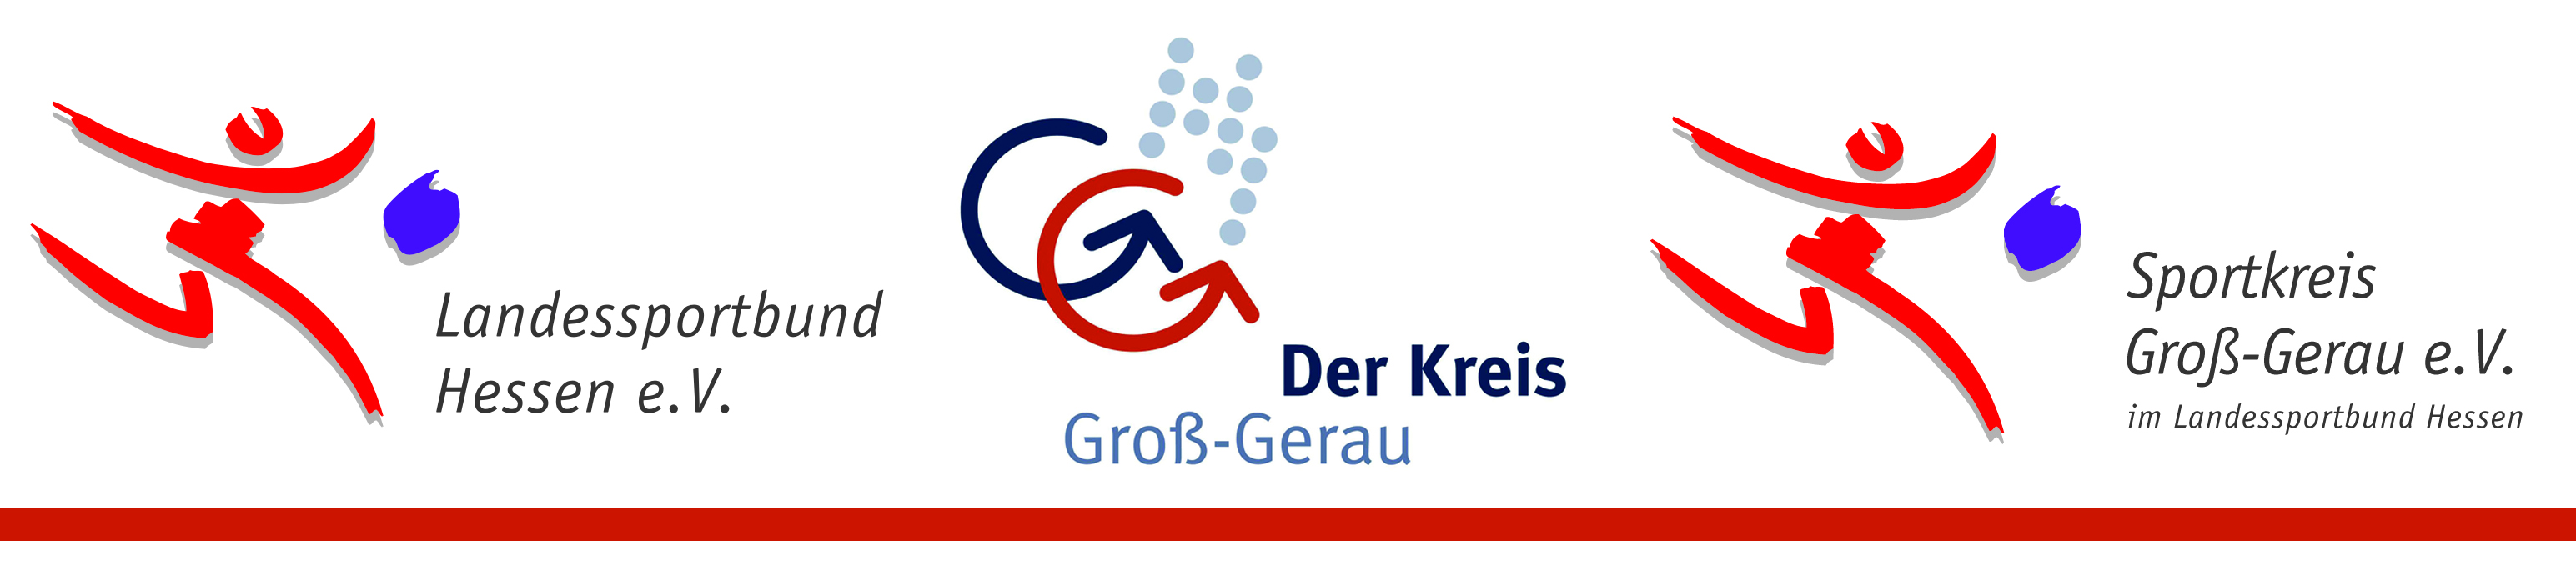 Landessportbund
Hessen e.V.
Der Kreis
Groß-Gerau
Sportkreis
Groß-Gerau e.V.
im Landessportbund Hessen